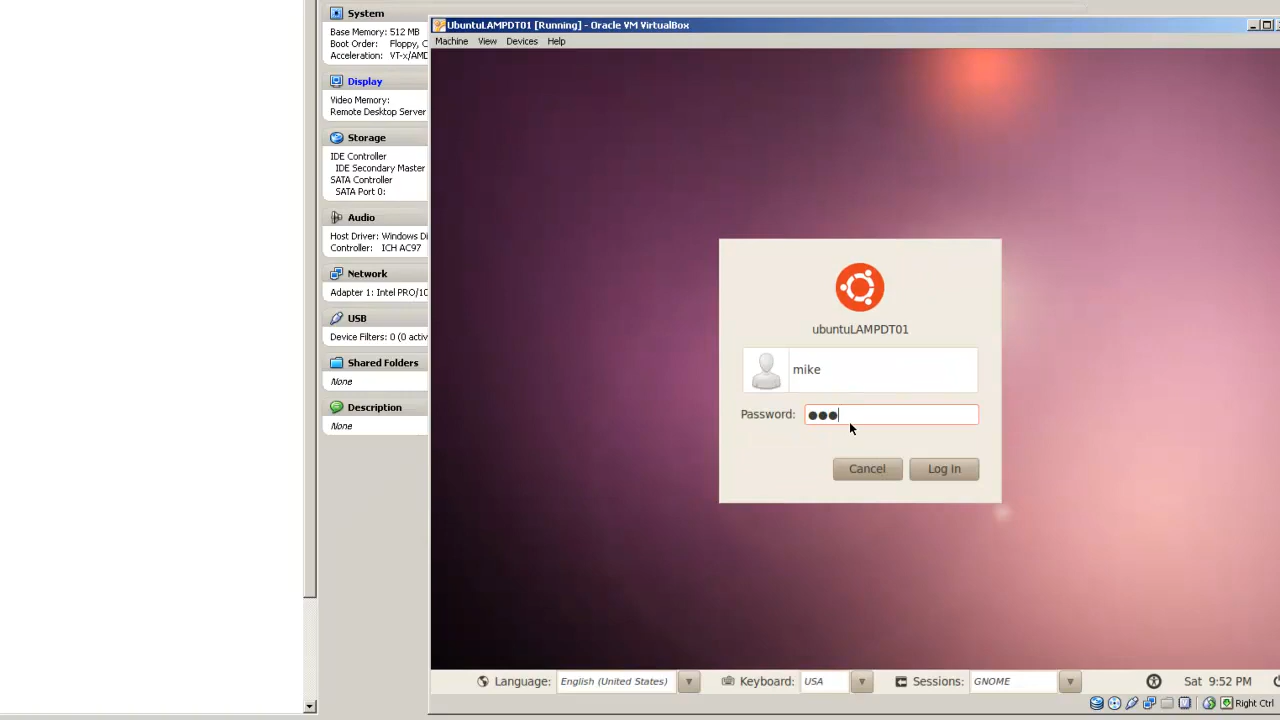 System
Base Memory: 512 MB
Boot Order: Floppy, C
Acceleration: VT-x/AMD
Display
Video Memory:
Remote Desktop Server
Storage
IDE Controller
IDE Secondary Master
SATA Controller
SATA Port 0:
Audio
Host Driver: Windows Di
Controller: ICH AC97
Network
Adapter 1: Intel PRO/10
USB
Device Filters: 0 (0 activ
Shared Folders
None
Description
None
UbuntuLAMPDT01 [Running] - Oracle VM VirtualBox
Machine View Devices Help
ubuntuLAMPDT01
mike
Password:
Cancel Log In
Language: English (United States) Keyboard: USA Sessions: GNOME Sat 9:52 PM
Right Ctrl